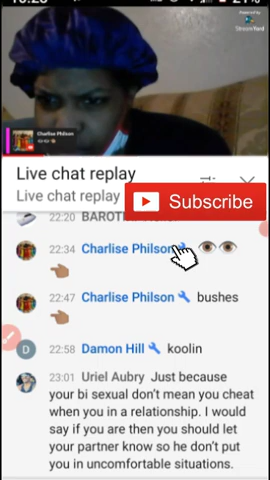 Powered by
StreamYard
Charlise Philson
Live chat replay
Live chat replay
Subscribe
22:20
22:34 Charlise Philson 👁👁
👈🏽
22:47 Charlise Philson bushes
👈🏽
D 22:58 Damon Hill koolin
23:01 Uriel Aubry Just because
your bi sexual don't mean you cheat
when you in a relationship. I would
say if you are then you should let
your partner know so he don't put
you in uncomfortable situations.